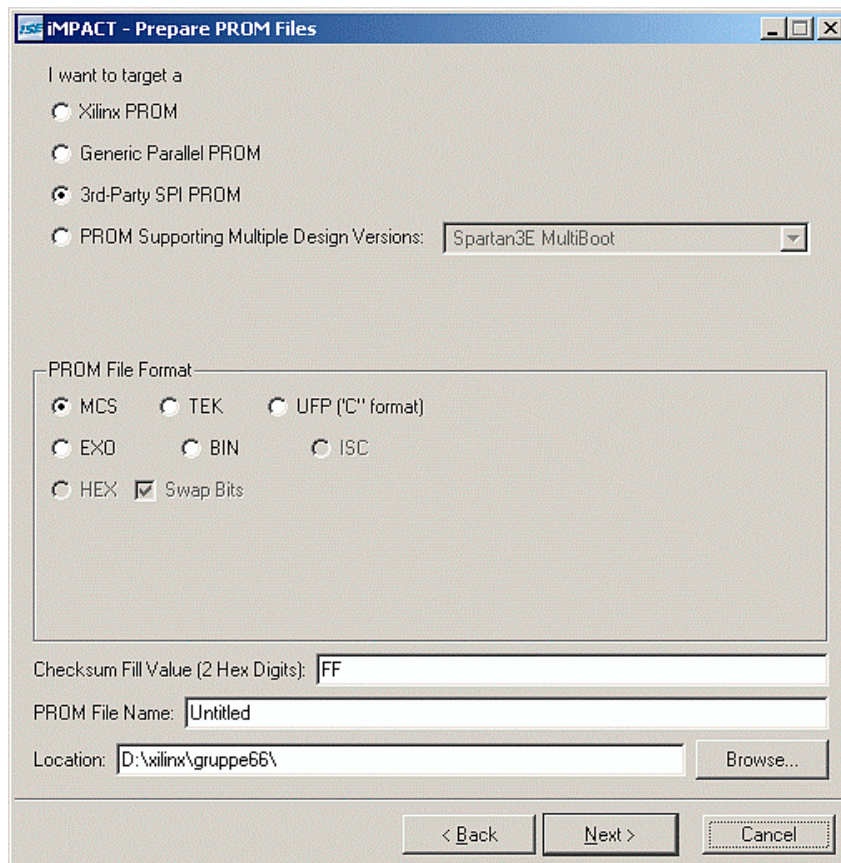 ISE iMPACT - Prepare PROM Files
I want to target a
Xilinx PROM
Generic Parallel PROM
3rd-Party SPI PROM
PROM Supporting Multiple Design Versions: Spartan3E MultiBoot
PROM File Format
MCS TEK UFP ("C" format)
EXO BIN ISC
HEX Swap Bits
Checksum Fill Value (2 Hex Digits): FF
PROM File Name: Untitled
Location: D:\xilinx\gruppe66\ Browse...
< Back Next > Cancel